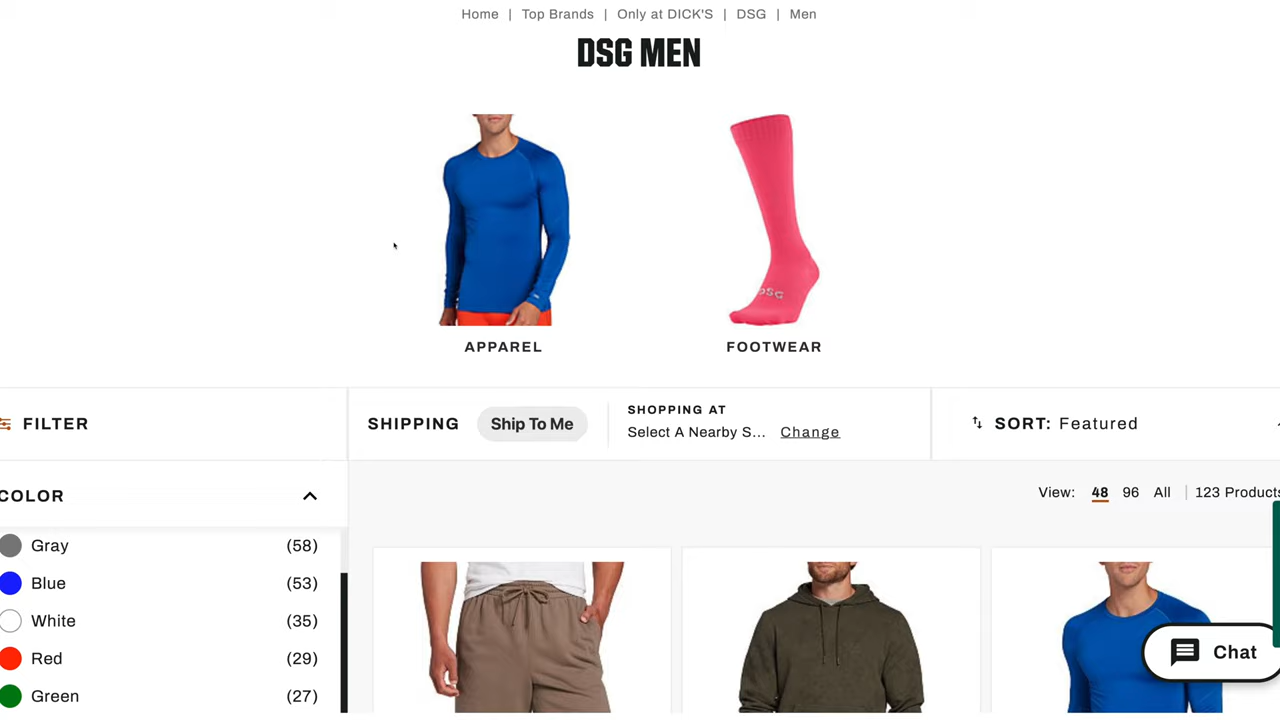 Home | Top Brands | Only at DICK'S | DSG | Men
DSG MEN
DSG
APPAREL
FOOTWEAR
FILTER
SHIPPING Ship To Me
SHOPPING AT
Select A Nearby S... Change
SORT: Featured
COLOR
View: 48 96 All | 123 Products
Gray (58)
Blue (53)
White (35)
Red (29)
Green (27)
Chat